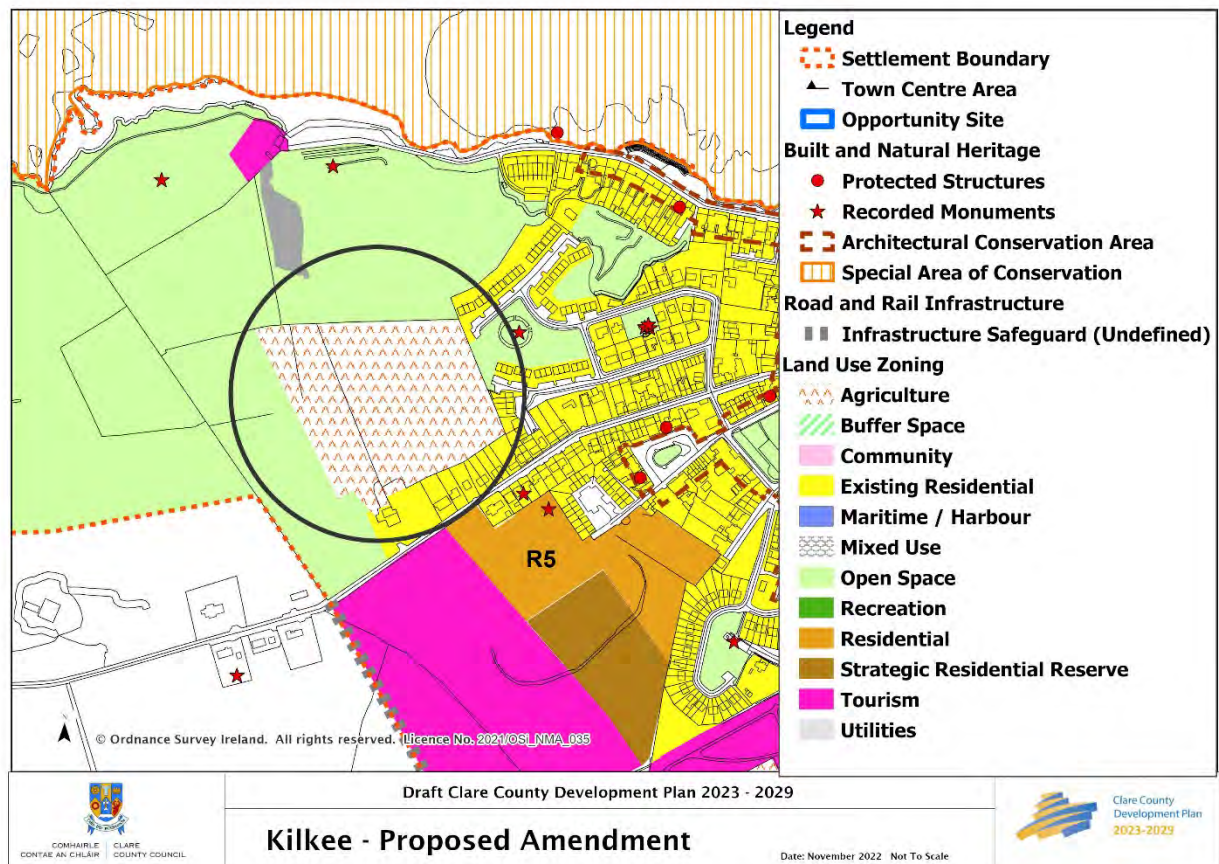 Legend
Settlement Boundary
Town Centre Area
Opportunity Site
Built and Natural Heritage
Protected Structures
Recorded Monuments
Architectural Conservation Area
Special Area of Conservation
Road and Rail Infrastructure
Infrastructure Safeguard (Undefined)
Land Use Zoning
Agriculture
Buffer Space
Community
Existing Residential
Maritime / Harbour
Mixed Use
Open Space
Recreation
Residential
Strategic Residential Reserve
Tourism
Utilities
R5
N
© Ordnance Survey Ireland. All rights reserved. Licence No. 2021/OSi_NMA_035
COMHAIRLE
CONTAE AN CHLÁIR
CLARE
COUNTY COUNCIL
Draft Clare County Development Plan 2023 - 2029
Kilkee - Proposed Amendment
Date: November 2022 Not To Scale
Clare County
Development Plan
2023-2029